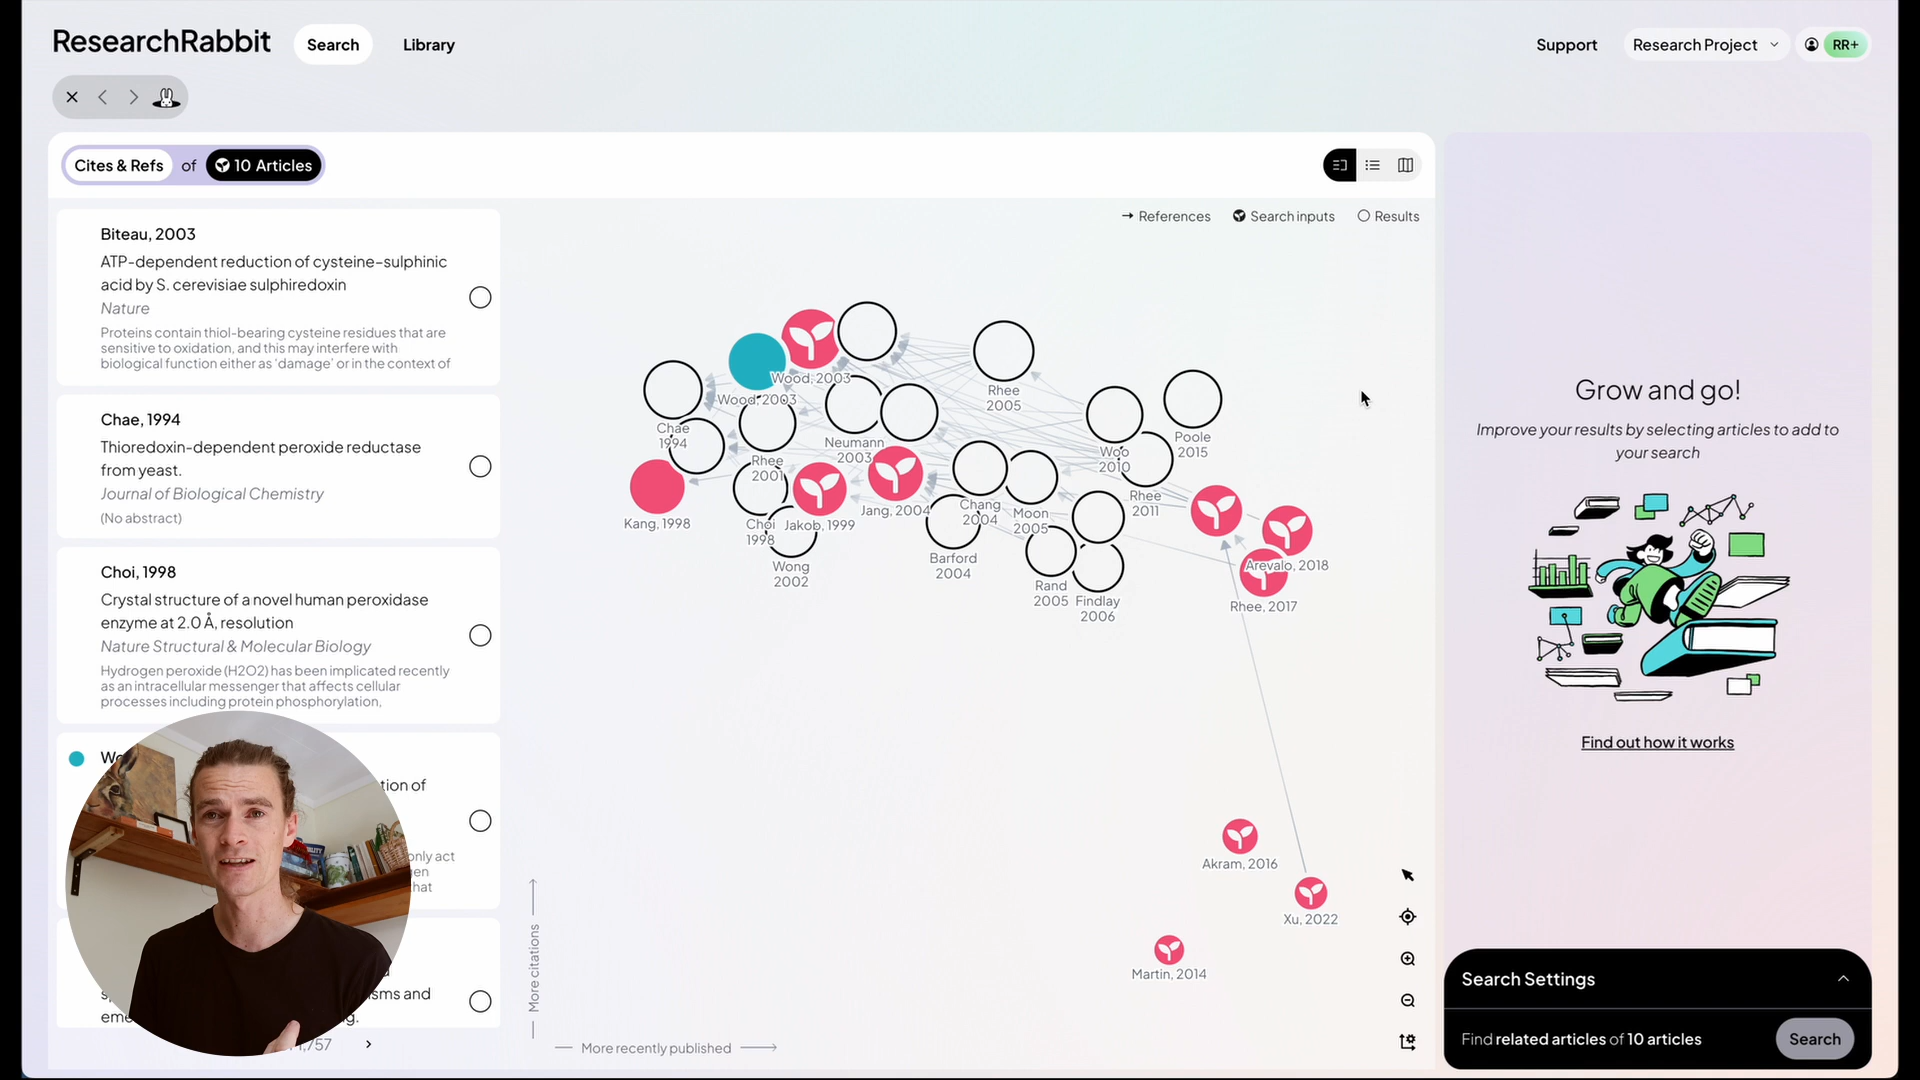 ResearchRabbit
Search
Library
Support
Research Project
RR+
Cites & Refs of 10 Articles
References
Search inputs
Results
Biteau, 2003
ATP-dependent reduction of cysteine–sulphinic
acid by S. cerevisiae sulphiredoxin
Nature
Proteins contain thiol-bearing cysteine residues that are
sensitive to oxidation, and this may interfere with
biological function either as ‘damage’ or in the context of
Chae, 1994
Thioredoxin-dependent peroxide reductase
from yeast.
Journal of Biological Chemistry
(No abstract)
Choi, 1998
Crystal structure of a novel human peroxidase
enzyme at 2.0 Å, resolution
Nature Structural & Molecular Biology
Hydrogen peroxide (H2O2) has been implicated recently
as an intracellular messenger that affects cellular
processes including protein phosphorylation,
of
only act
that
and
,757
Wood, 2003
Wood, 2003
Rhee
2005
Chae
1994
Neumann
2003
Poole
2015
Woo
2010
Rhee
2001
Rhee
2011
Kang, 1998
Choi
1998
Jakob, 1999
Jang, 2004
Chang
2004
Moon
2005
Wong
2002
Barford
2004
Rand
2005
Findlay
2006
Arevalo, 2018
Rhee, 2017
Akram, 2016
Xu, 2022
Martin, 2014
More citations
More recently published
Grow and go!
Improve your results by selecting articles to add to
your search
Find out how it works
Search Settings
Find related articles of 10 articles
Search